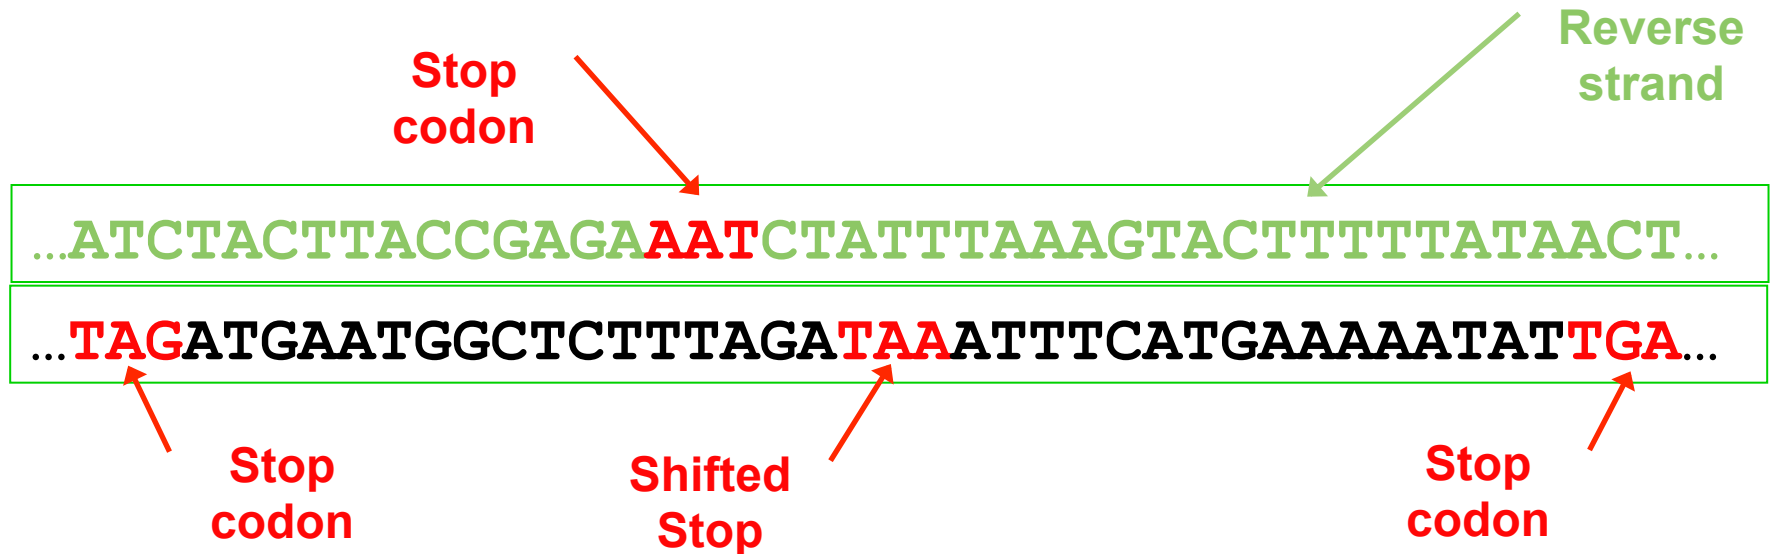 Reverse
strand
Stop
codon
...ATCTACTTACCGAGAAATCTATTTAAAGTACTTTTTATAACT...
...TAGATGAATGGCTCTTTAGATAAATTTCATGAAAAATATTGA...
Stop
codon
Shifted
Stop
Stop
codon